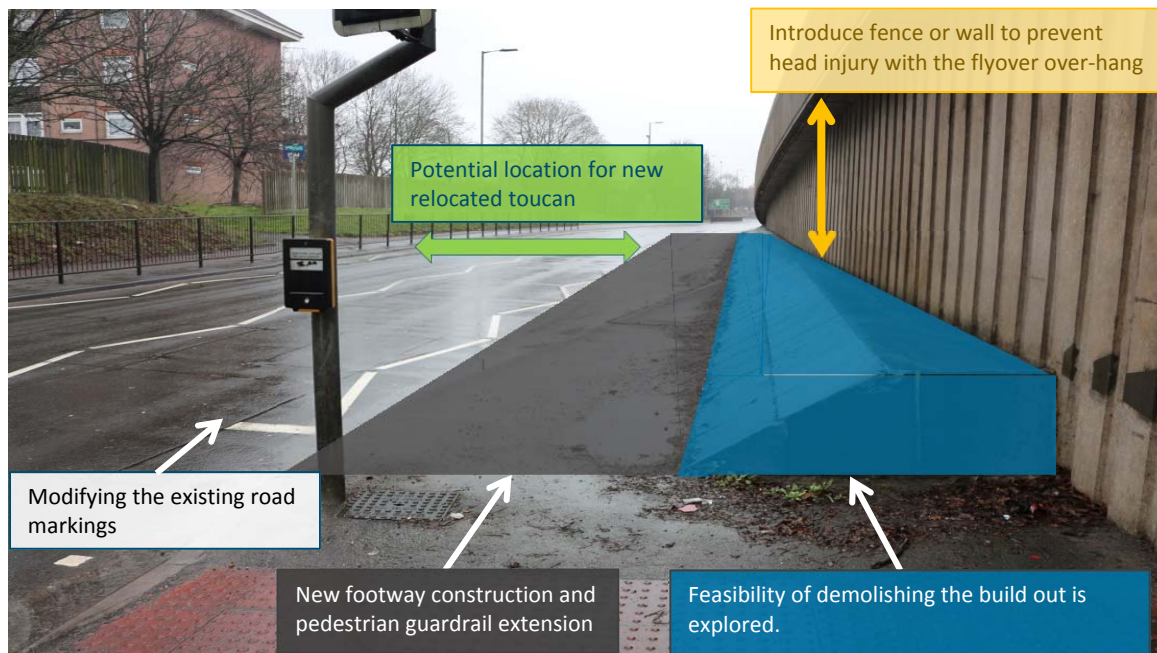 Introduce fence or wall to prevent
head injury with the flyover over-hang
Potential location for new
relocated toucan
Modifying the existing road
markings
New footway construction and
pedestrian guardrail extension
Feasibility of demolishing the build out is
explored.